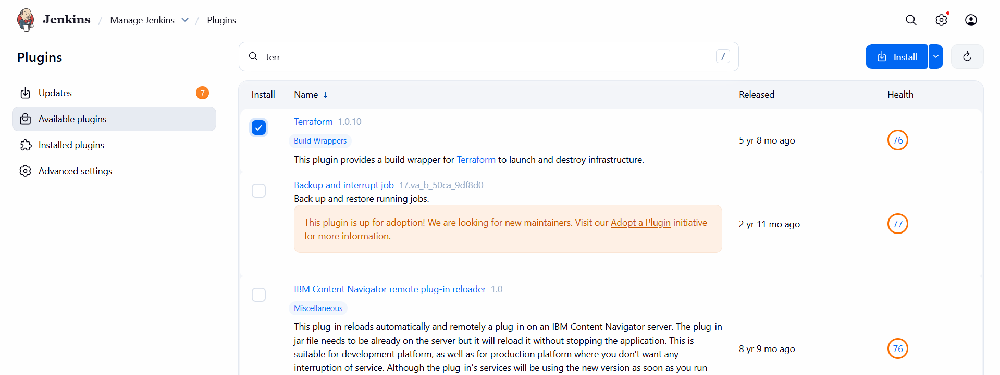 Jenkins / Manage Jenkins / Plugins
Plugins
terr /
Install
Updates 7
Available plugins
Installed plugins
Advanced settings
Install Name ↓ Released Health
Terraform 1.0.10
Build Wrappers
This plugin provides a build wrapper for Terraform to launch and destroy infrastructure.
5 yr 8 mo ago
76
Backup and interrupt job 17.va_b_50ca_9df8d0
Back up and restore running jobs.
This plugin is up for adoption! We are looking for new maintainers. Visit our Adopt a Plugin initiative
for more information.
2 yr 11 mo ago
77
IBM Content Navigator remote plug-in reloader 1.0
Miscellaneous
This plug-in reloads automatically and remotely a plug-in on an IBM Content Navigator server. The plug-in
jar file needs to be already on the server but it will reload it without stopping the application. This is
suitable for development platform, as well as for production platform where you don't want any
interruption of service. Although the plug-in's services will be using the new version as soon as you run
8 yr 9 mo ago
76